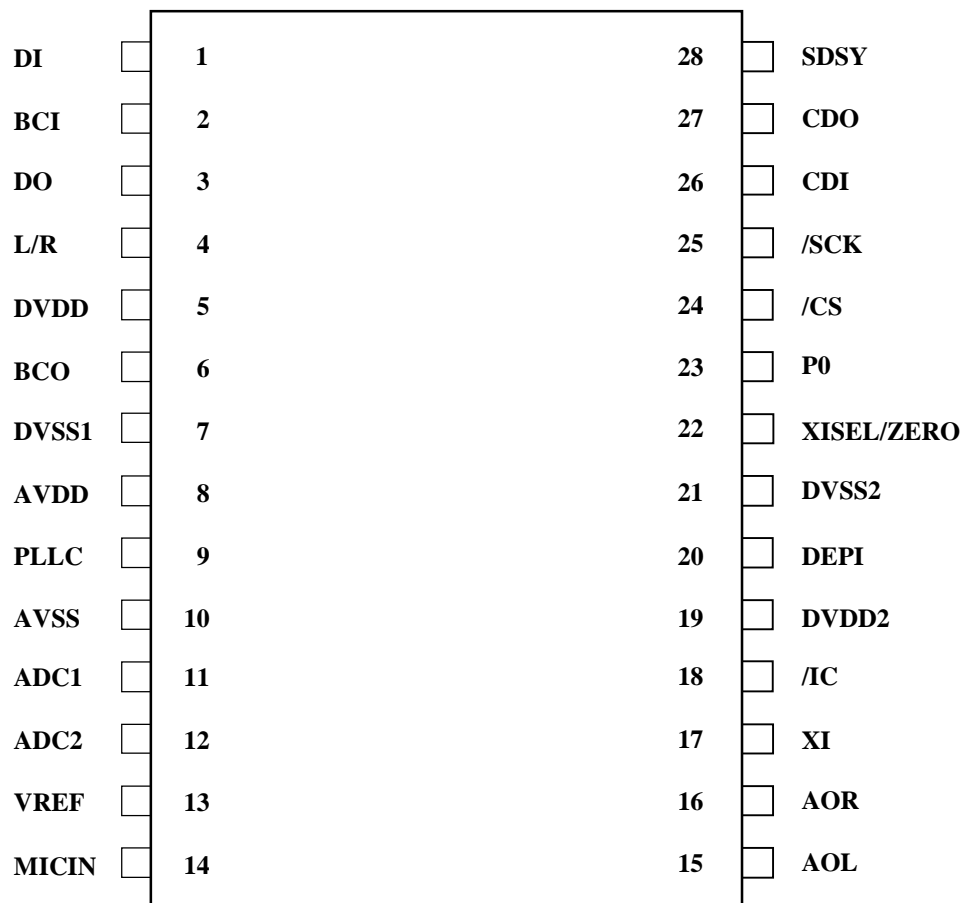 DI 1 28 SDSY
BCI 2 27 CDO
DO 3 26 CDI
L/R 4 25 /SCK
DVDD 5 24 /CS
BCO 6 23 P0
DVSS1 7 22 XISEL/ZERO
AVDD 8 21 DVSS2
PLLC 9 20 DEPI
AVSS 10 19 DVDD2
ADC1 11 18 /IC
ADC2 12 17 XI
VREF 13 16 AOR
MICIN 14 15 AOL